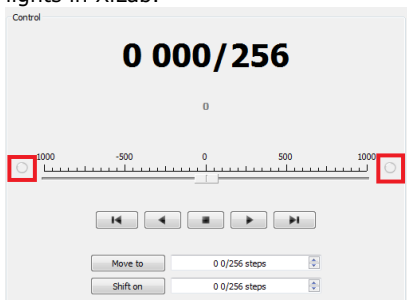 lights in XiLab.
Control
0 000/256
0
1000 -500 0 500 1000
Move to 0 0/256 steps
Shift on 0 0/256 steps